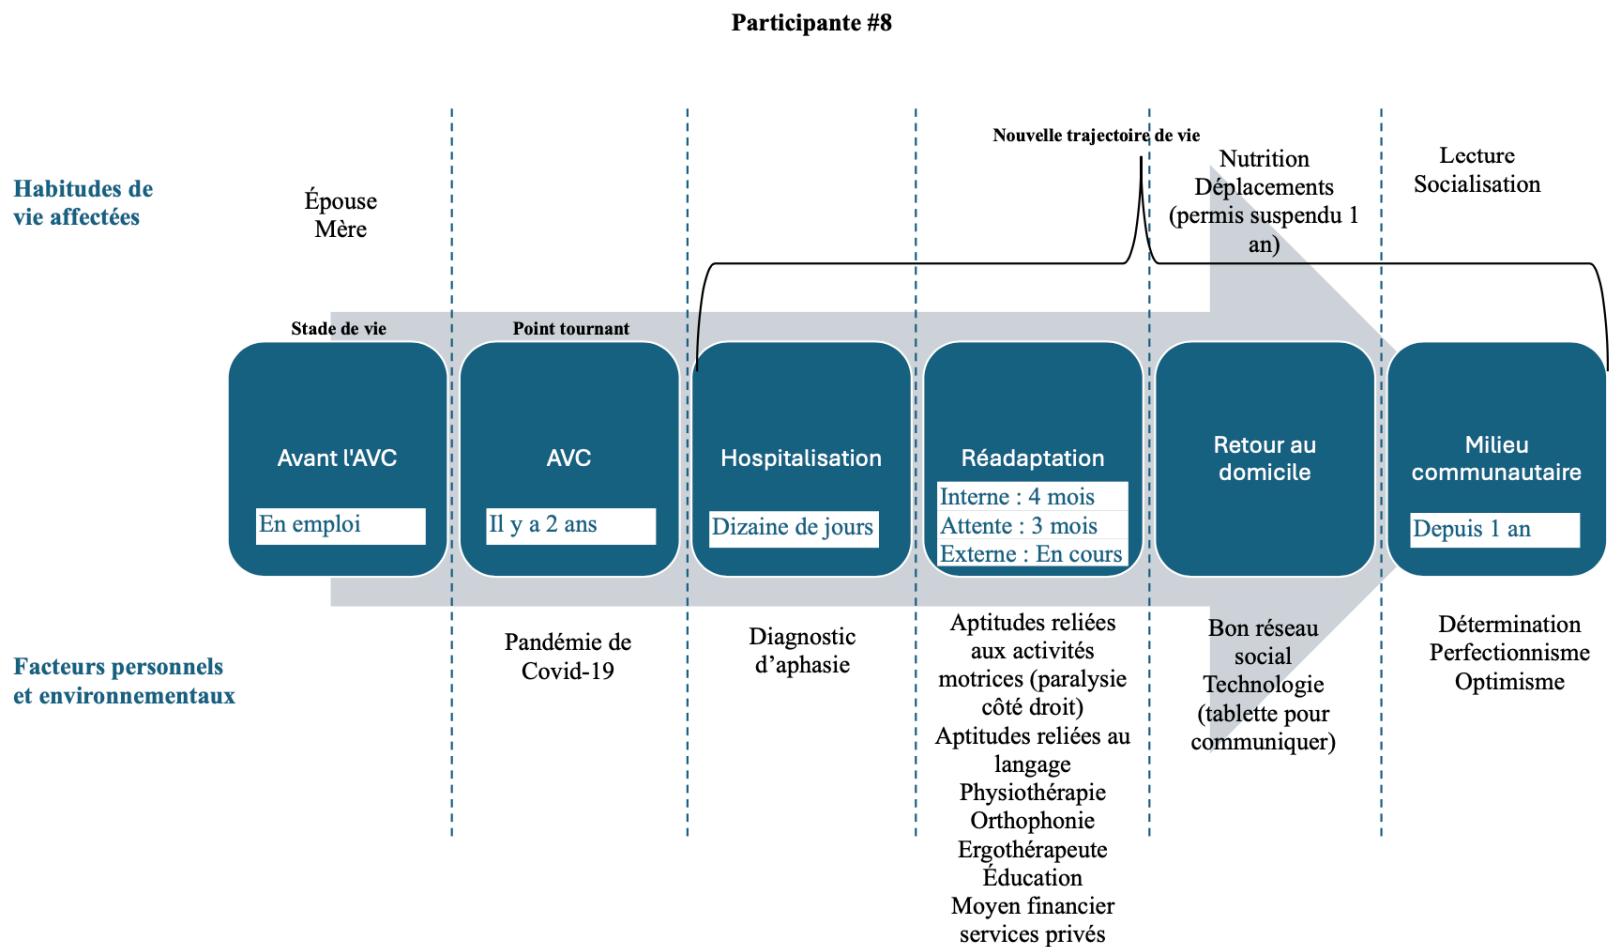 Participante #8
Nouvelle trajectoire de vie
Habitudes de
vie affectées
Épouse
Mère
Nutrition
Déplacements
(permis suspendu 1
an)
Lecture
Socialisation
Stade de vie
Point tournant
Avant l'AVC
En emploi
AVC
Il y a 2 ans
Hospitalisation
Dizaine de jours
Réadaptation
Interne : 4 mois
Attente : 3 mois
Externe : En cours
Retour au
domicile
Milieu
communautaire
Depuis 1 an
Facteurs personnels
et environnementaux
Pandémie de
Covid-19
Diagnostic
d’aphasie
Aptitudes reliées
aux activités
motrices (paralysie
côté droit)
Aptitudes reliées au
langage
Physiothérapie
Orthophonie
Ergothérapeute
Éducation
Moyen financier
services privés
Bon réseau
social
Technologie
(tablette pour
communiquer)
Détermination
Perfectionnisme
Optimisme